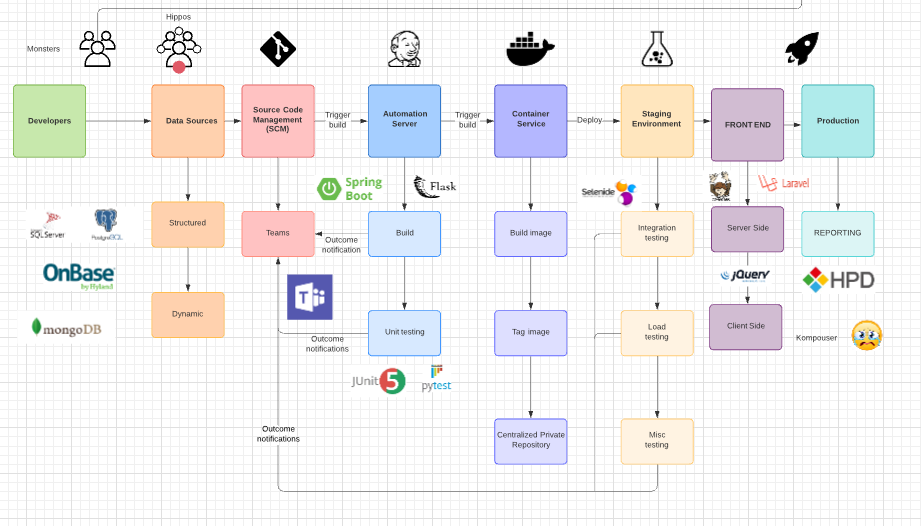 Hippos
Monsters
Developers
Data Sources
Source Code
Management
(SCM)
Trigger
build
Automation
Server
Trigger
build
Container
Service
Deploy
Staging
Environment
FRONT END
Production
Spring
Boot
Flask
Selenide
Laravel
SQL Server
PostgreSQL
Structured
Teams
Outcome
notification
Build
Build image
Integration
testing
Server Side
REPORTING
OnBase
by Hyland
jQuery
HPD
mongoDB
Dynamic
Outcome
notifications
Unit testing
Tag image
Load
testing
Client Side
Kompouser
JUnit 5
pytest
Outcome
notifications
Centralized Private
Repository
Misc
testing